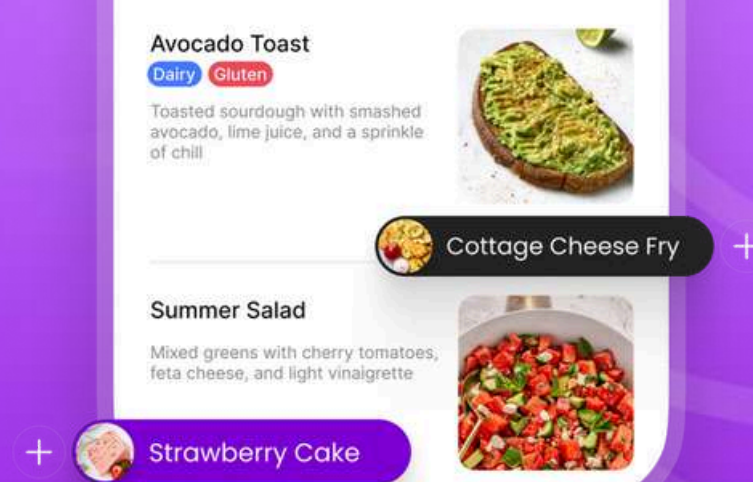 Avocado Toast
Dairy Gluten
Toasted sourdough with smashed
avocado, lime juice, and a sprinkle
of chill
Cottage Cheese Fry
Summer Salad
Mixed greens with cherry tomatoes,
feta cheese, and light vinaigrette
Strawberry Cake